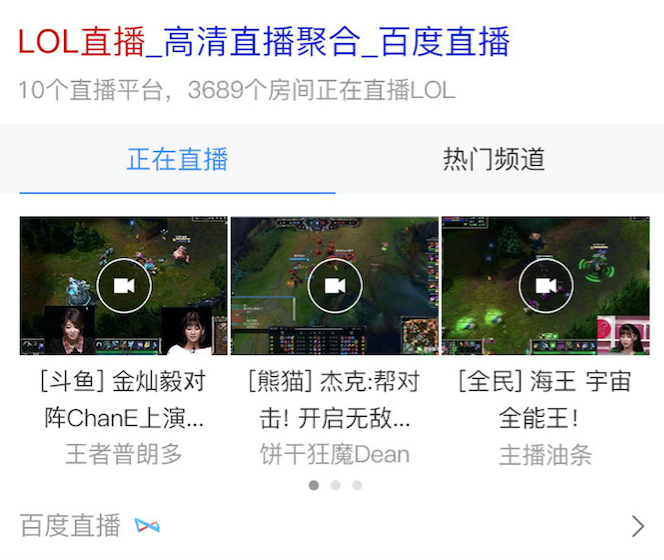 LOL直播_高清直播聚合_百度直播
10个直播平台，3689个房间正在直播LOL
正在直播
热门频道
[斗鱼] 金灿毅对
阵ChanE上演...
王者普朗多
[熊猫] 杰克:帮对
击! 开启无敌...
饼干狂魔Dean
[全民] 海王 宇宙
全能王!
主播油条
百度直播